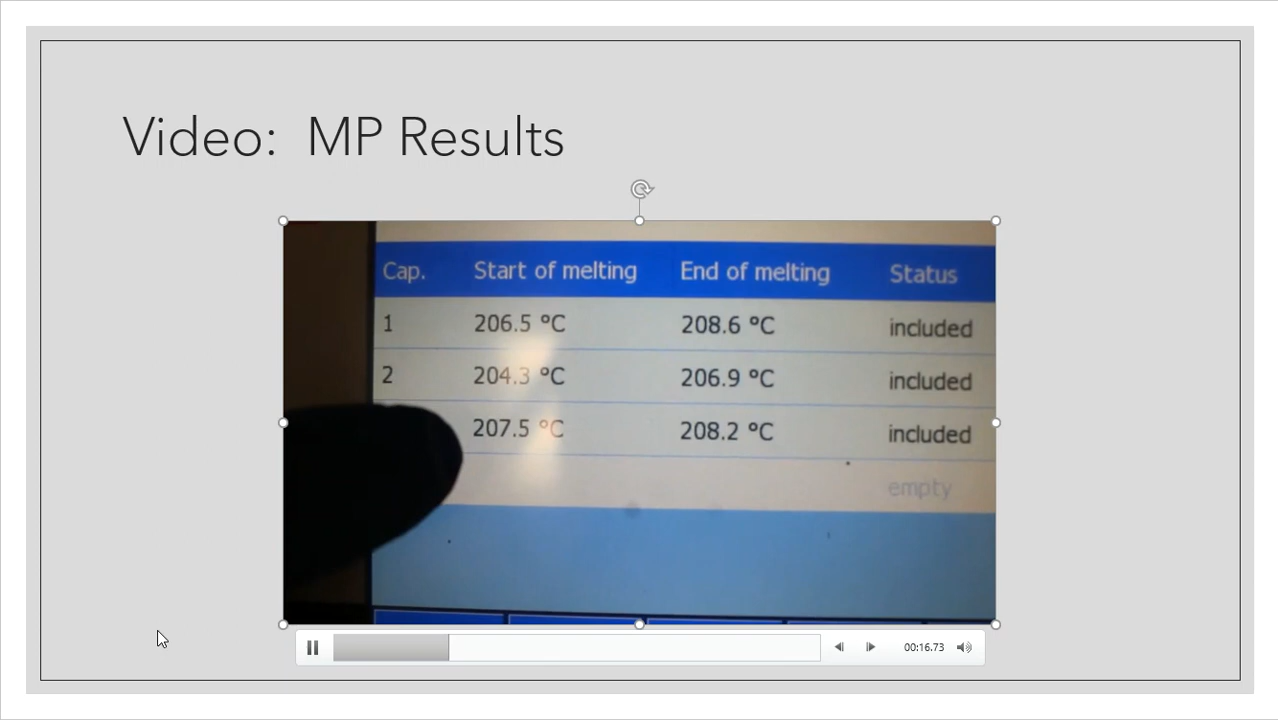 Video: MP Results
Cap. Start of melting End of melting Status
1 206.5 °C 208.6 °C included
2 204.3 °C 206.9 °C included
207.5 °C 208.2 °C included
empty
00:16.73